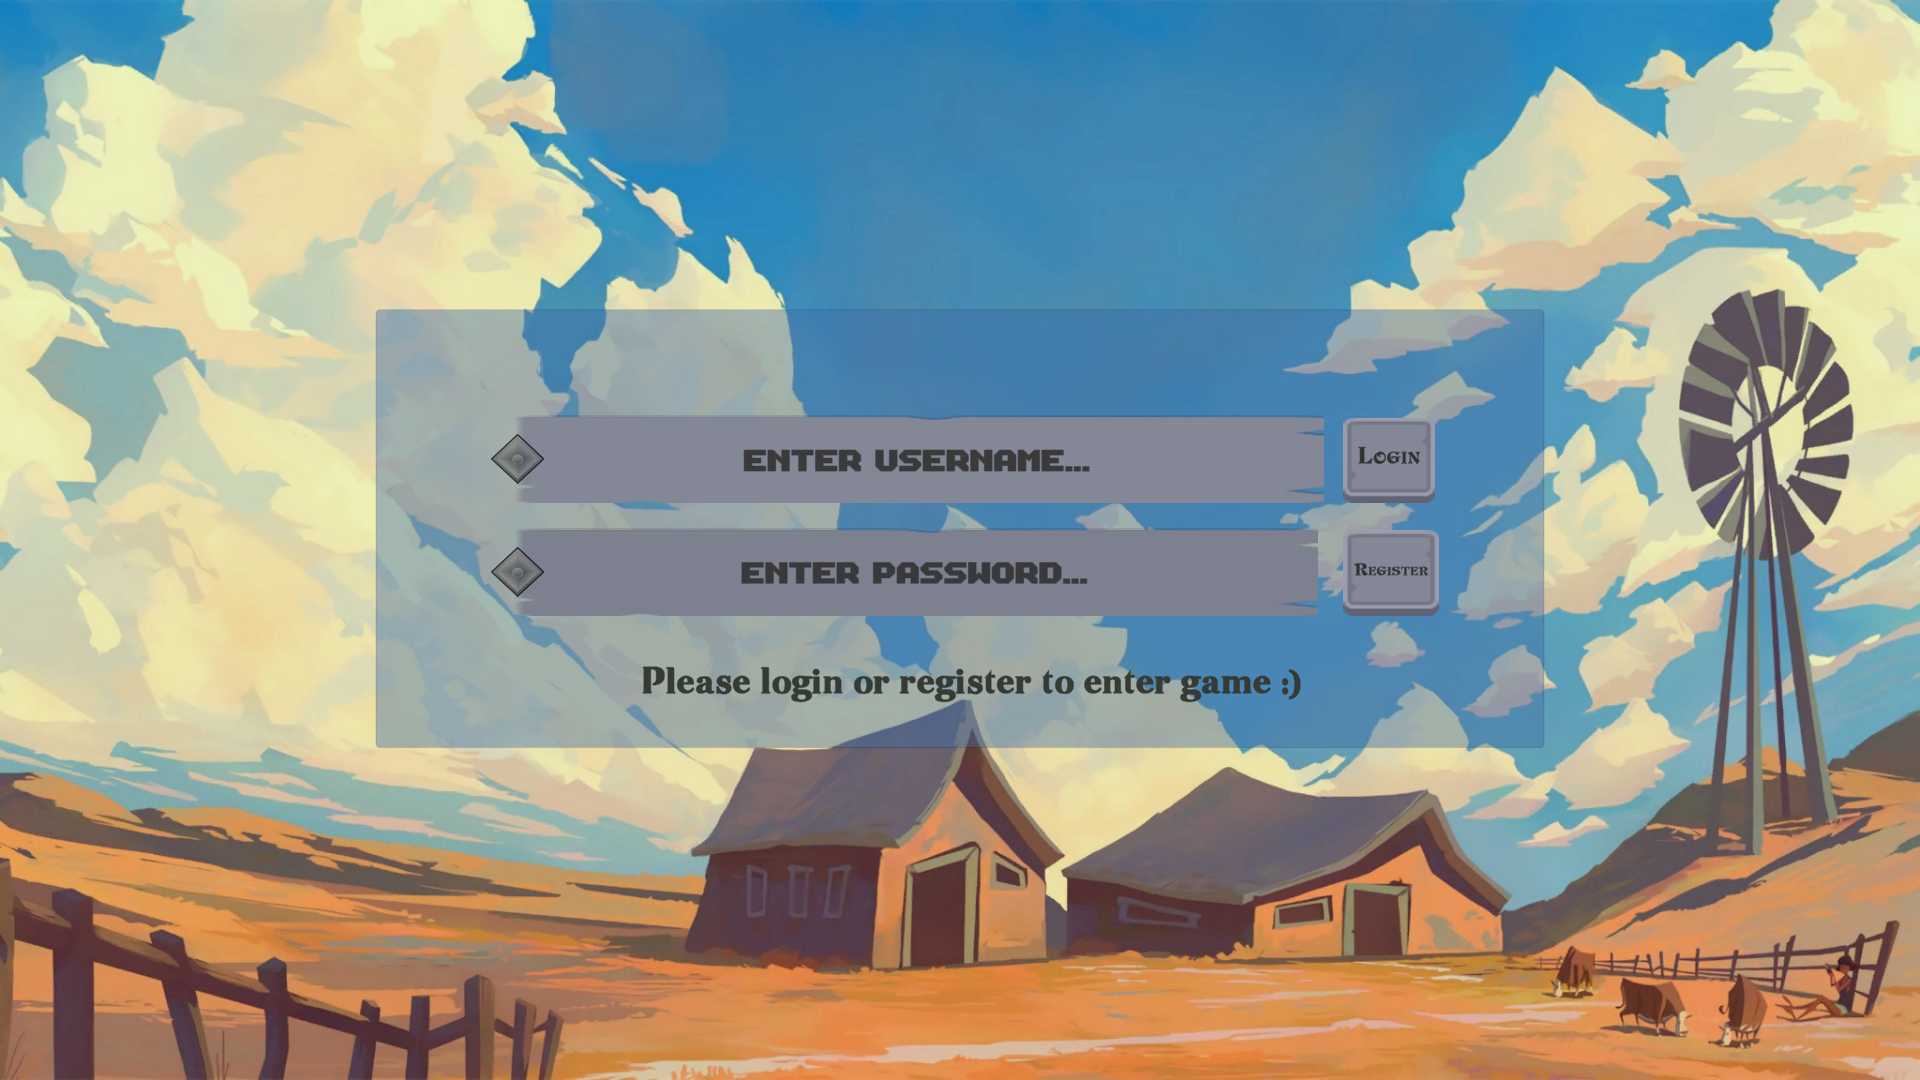 ENTER USERNAME...
Login
ENTER PASSWORD...
Register
Please login or register to enter game :)